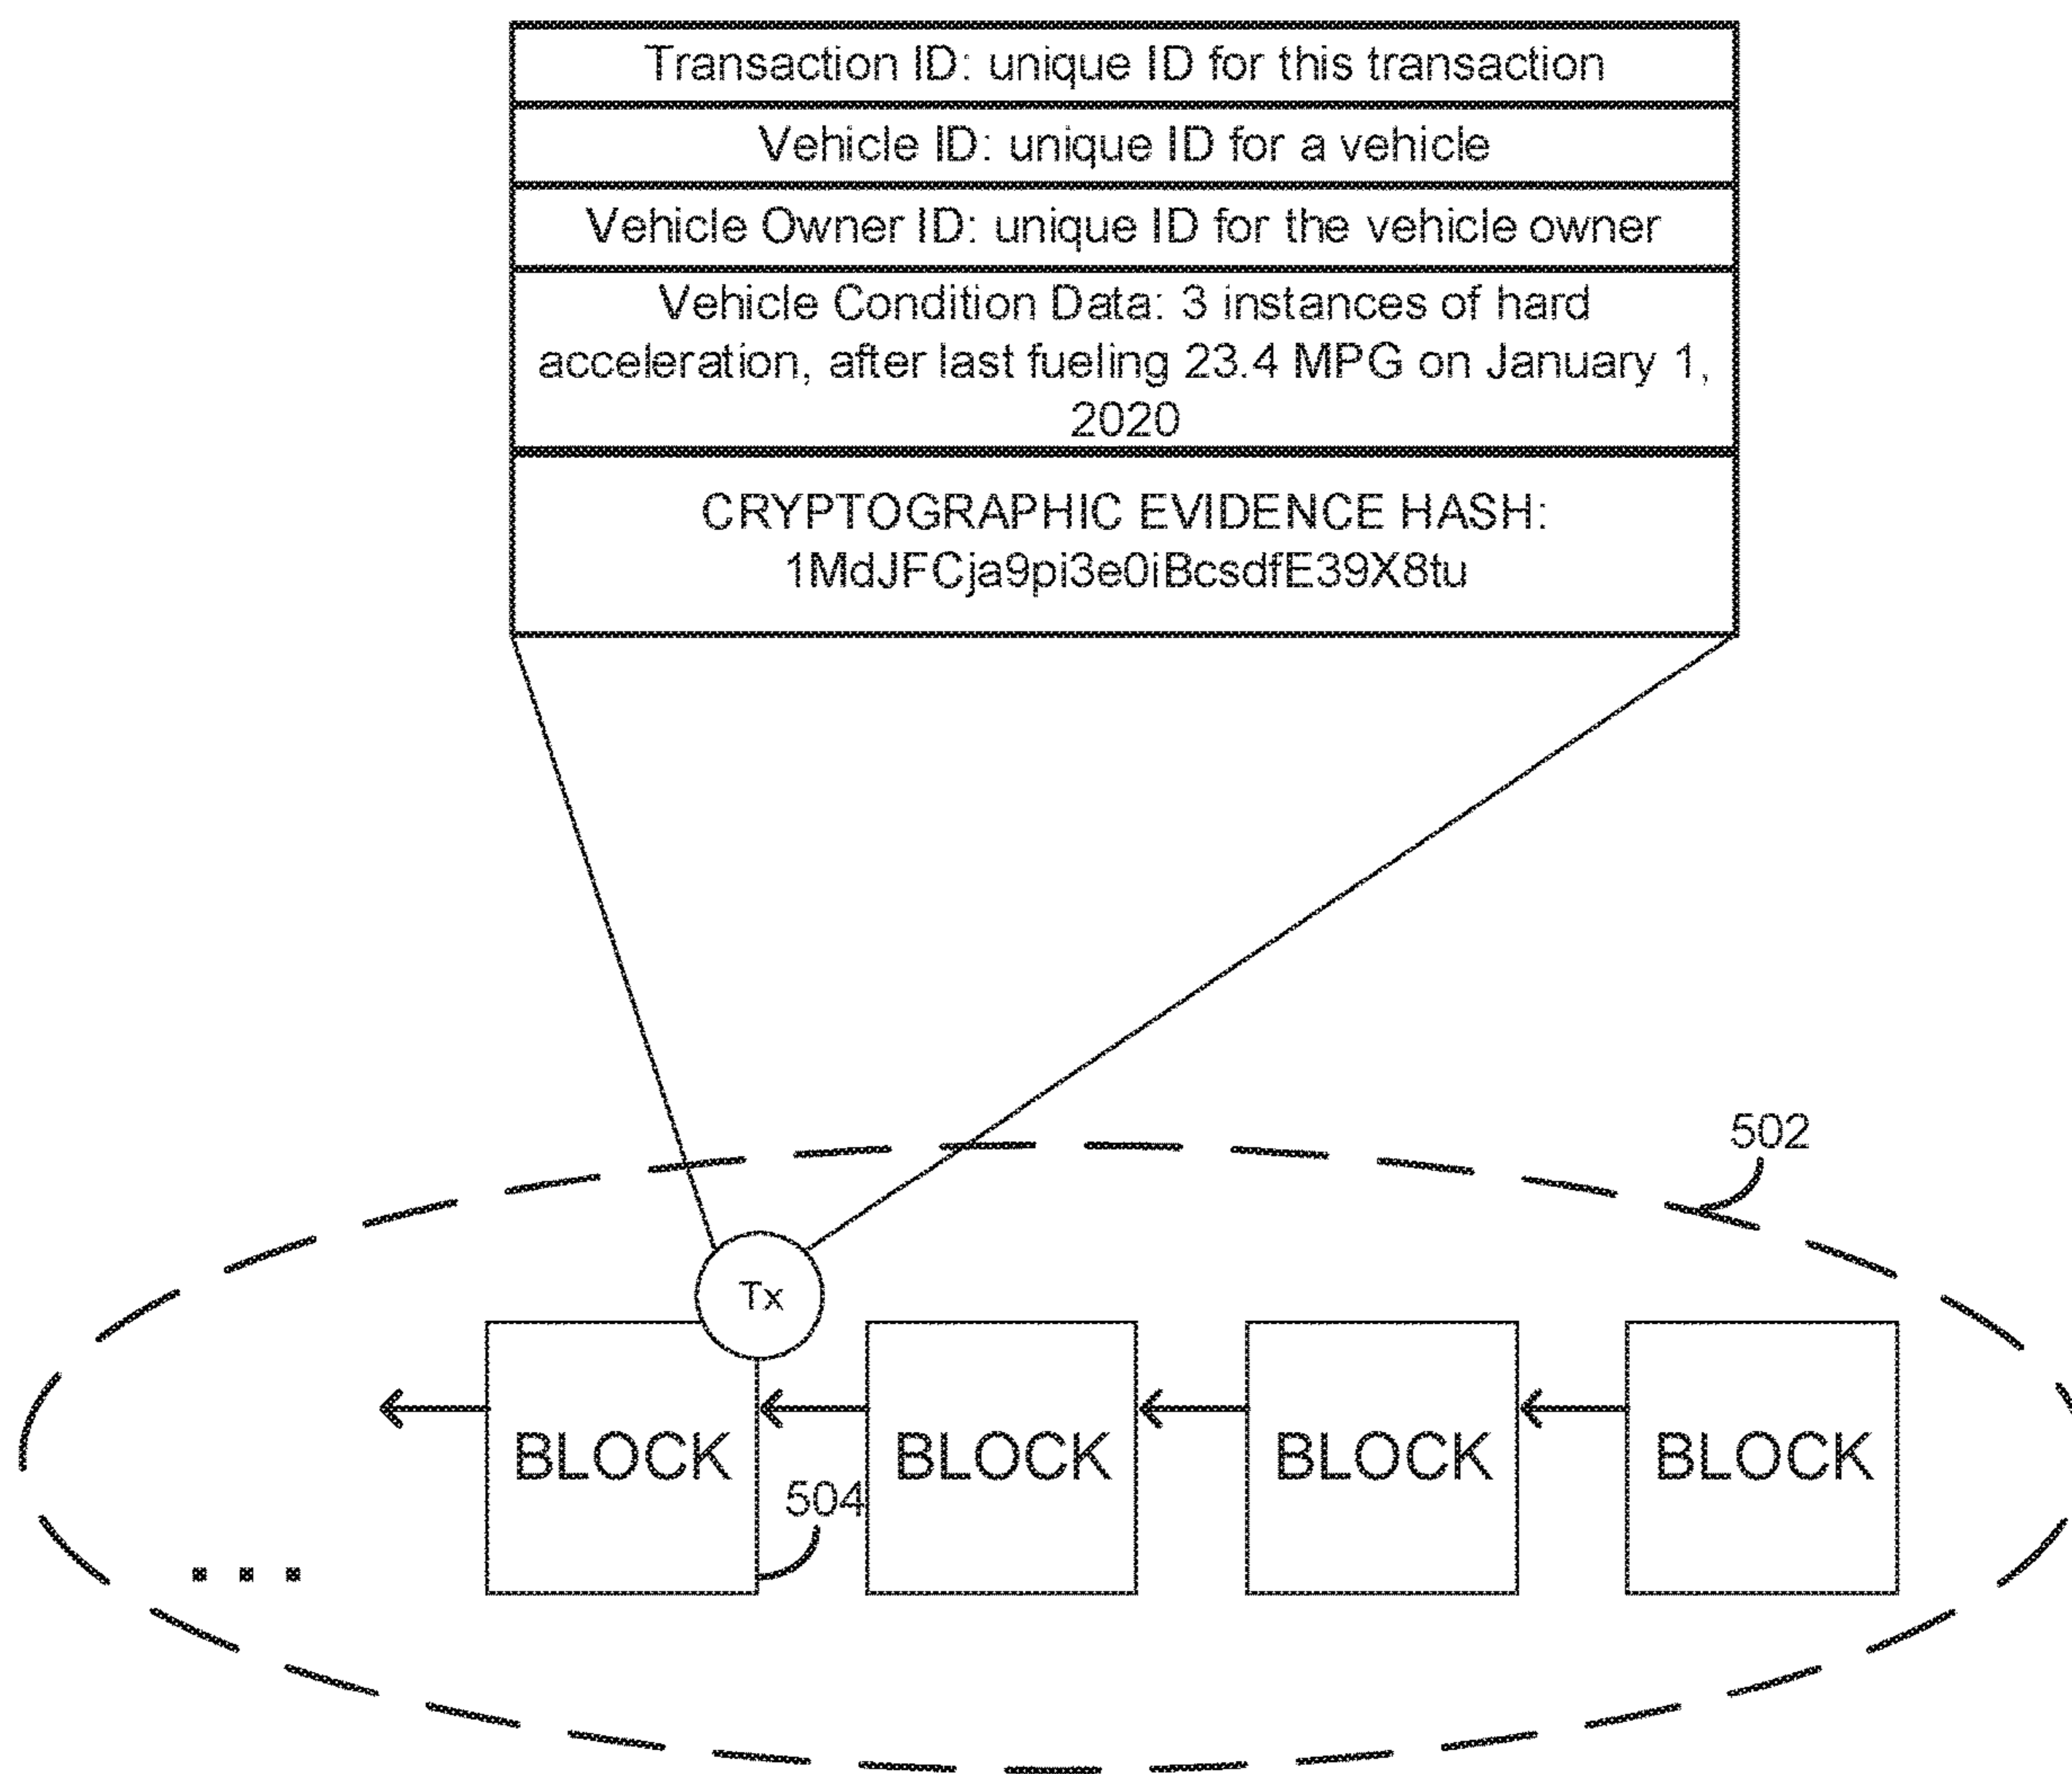 Transaction ID: unique ID for this transaction
Vehicle ID: unique ID for a vehicle
Vehicle Owner ID: unique ID for the vehicle owner
Vehicle Condition Data: 3 instances of hard
acceleration, after last fueling 23.4 MPG on January 1,
2020
CRYPTOGRAPHIC EVIDENCE HASH:
1MdJFCja9pi3e0iBcsdfE39X8tu
502
Tx
BLOCK BLOCK BLOCK BLOCK
504
...